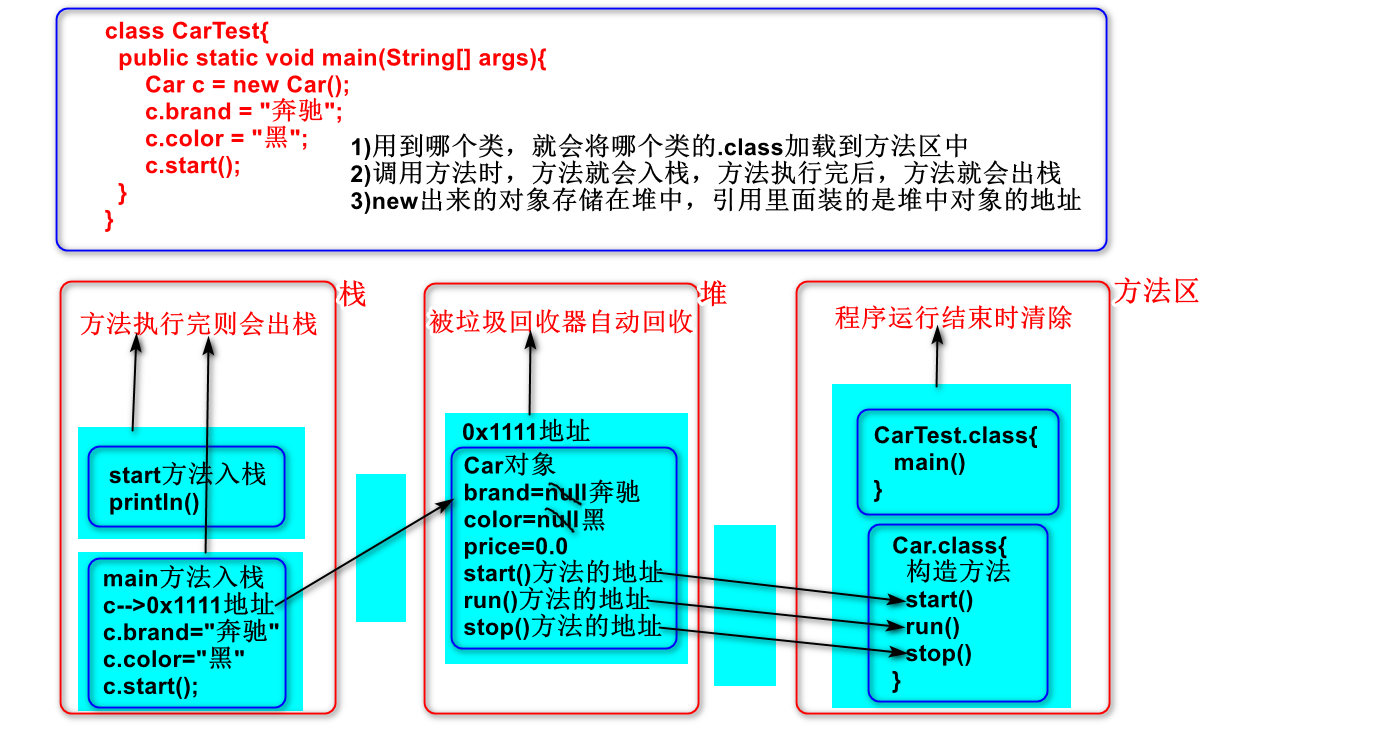 class CarTest{
public static void main(String[] args){
Car c = new Car();
c.brand = "奔驰";
c.color = "黑";
c.start();
}
}
1)用到哪个类，就会将哪个类的.class加载到方法区中
2)调用方法时，方法就会入栈，方法执行完后，方法就会出栈
3)new出来的对象存储在堆中，引用里面装的是堆中对象的地址
栈
方法执行完则会出栈
start方法入栈
println()
main方法入栈
c-->0x1111地址
c.brand="奔驰"
c.color="黑"
c.start();
堆
被垃圾回收器自动回收
0x1111地址
Car对象
brand=null奔驰
color=null黑
price=0.0
start()方法的地址
run()方法的地址
stop()方法的地址
方法区
程序运行结束时清除
CarTest.class{
main()
}
Car.class{
构造方法
start()
run()
stop()
}